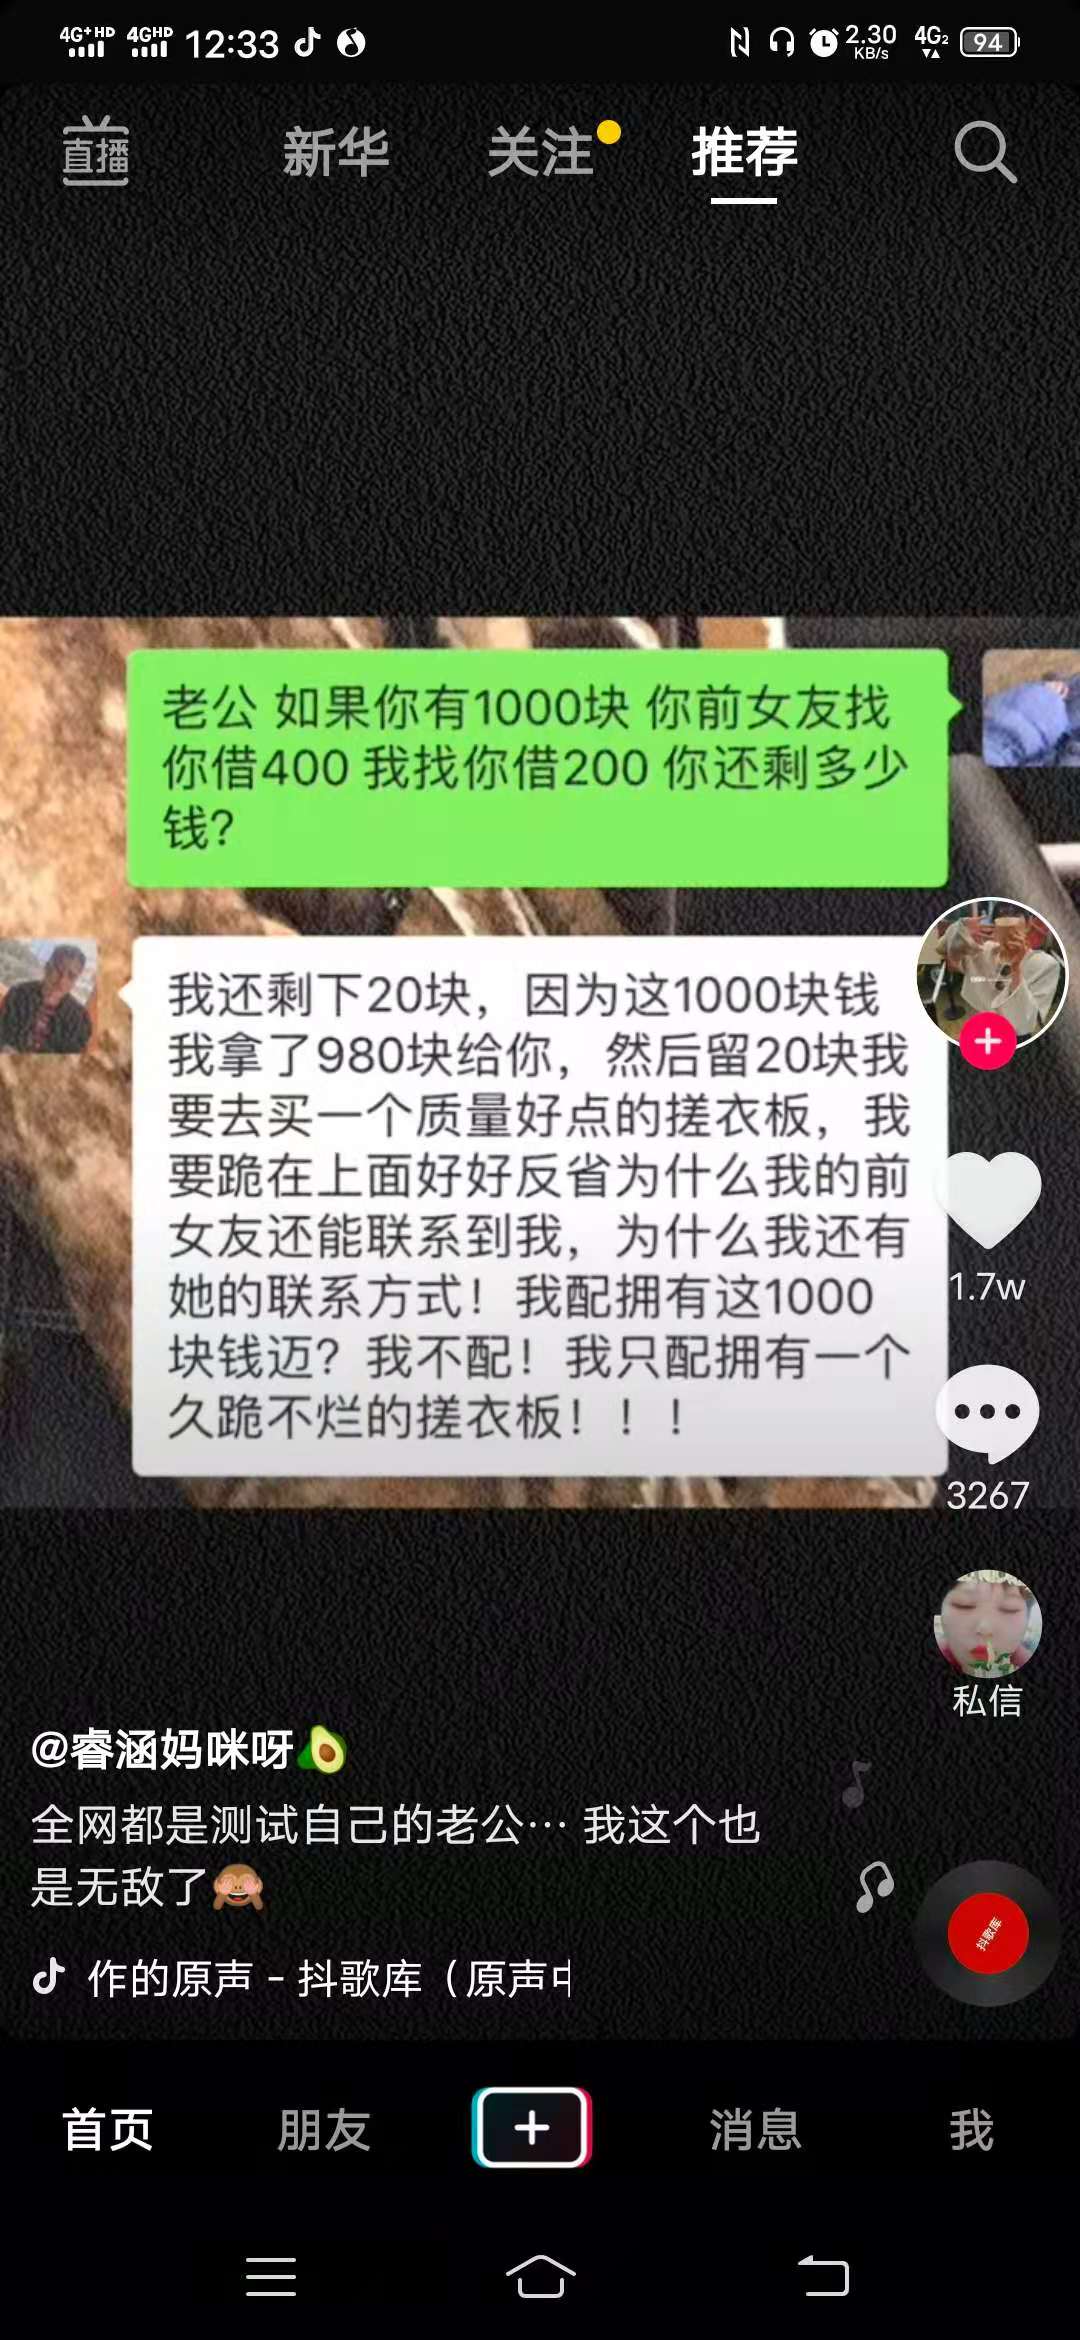 4G+HD 4GHD 12:33 2.30 KB/s 4G2 94
直播 新华 关注 推荐
老公 如果你有1000块 你前女友找
你借400 我找你借200 你还剩多少
钱?
我还剩下20块，因为这1000块钱
我拿了980块给你，然后留20块我
要去买一个质量好点的搓衣板，我
要跪在上面好好反省为什么我的前
女友还能联系到我，为什么我还有
她的联系方式！我配拥有这1000
块钱迈？我不配！我只配拥有一个
久跪不烂的搓衣板！！！
1.7w
3267
私信
@睿涵妈咪呀🥑
全网都是测试自己的老公… 我这个也
是无敌了🙈
作的原声 - 抖歌库（原声中
抖歌库
首页 朋友 消息 我